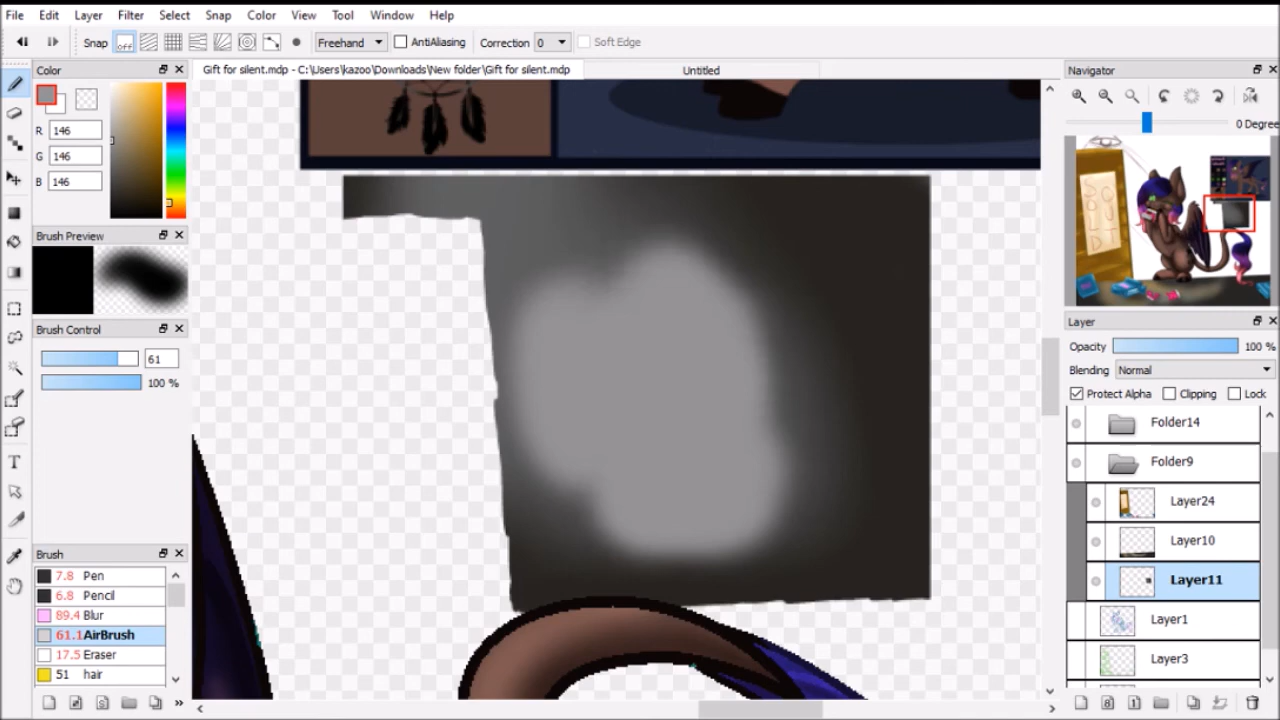 File Edit Layer Filter Select Snap Color View Tool Window Help
Snap off Freehand AntiAliasing Correction 0 Soft Edge
Color
Gift for silent.mdp - C:\Users\kazoo\Downloads\New folder\Gift for silent.mdp
Untitled
Navigator
R 146
G 146
B 146
0 Degree
Brush Preview
Brush Control
61
100 %
Layer
Opacity 100 %
Blending Normal
Protect Alpha Clipping Lock
Folder14
Folder9
Layer24
Layer10
Layer11
Layer1
Layer3
Brush
7.8 Pen
6.8 Pencil
89.4 Blur
61.1 AirBrush
17.5 Eraser
51 hair